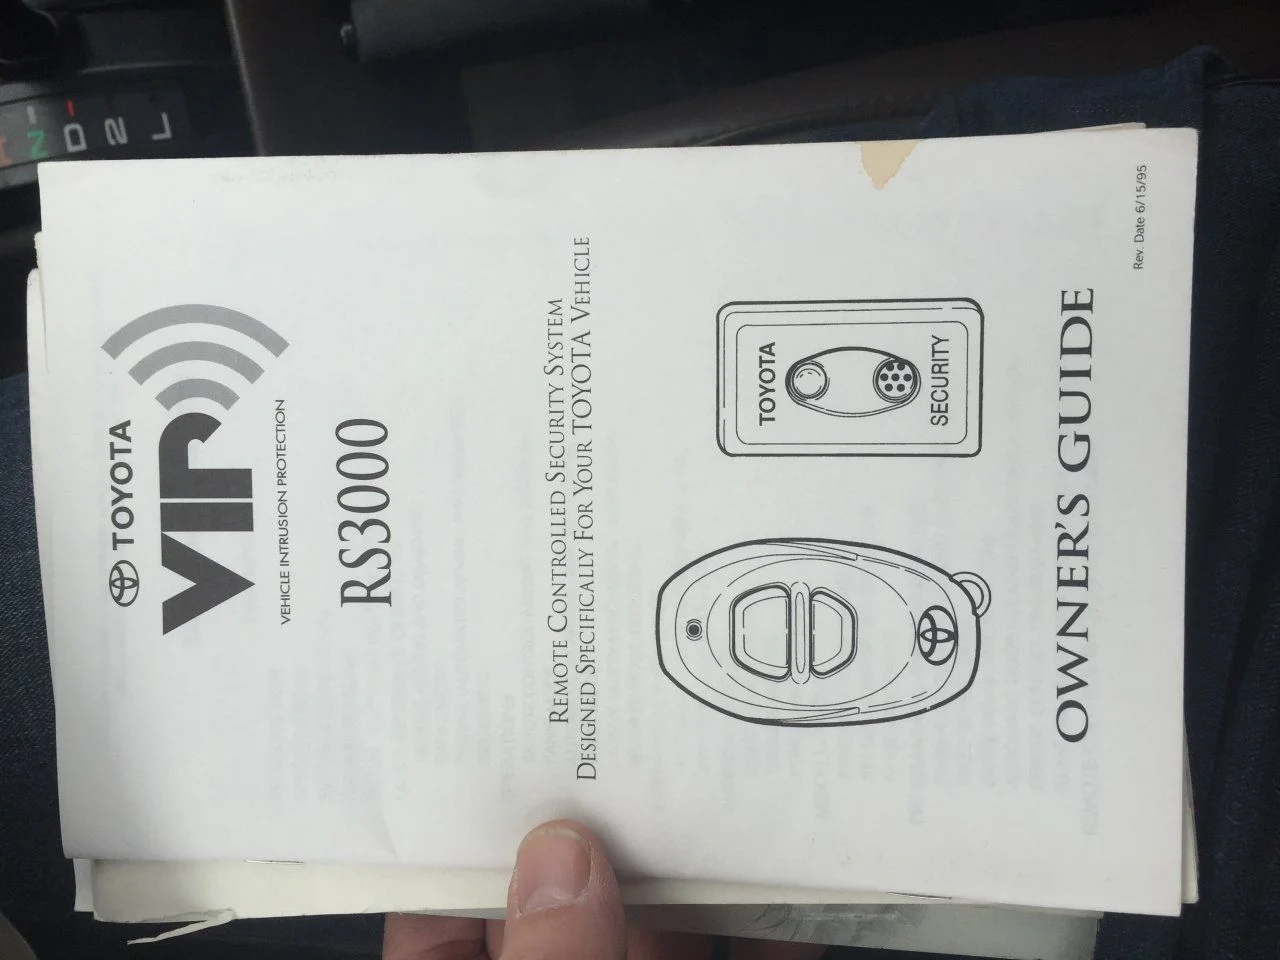 TOYOTA
VIP
VEHICLE INTRUSION PROTECTION
RS3000
REMOTE CONTROLLED SECURITY SYSTEM
DESIGNED SPECIFICALLY FOR YOUR TOYOTA VEHICLE
TOYOTA
SECURITY
OWNER'S GUIDE
Rev. Date 6/15/95
N
D
2
L